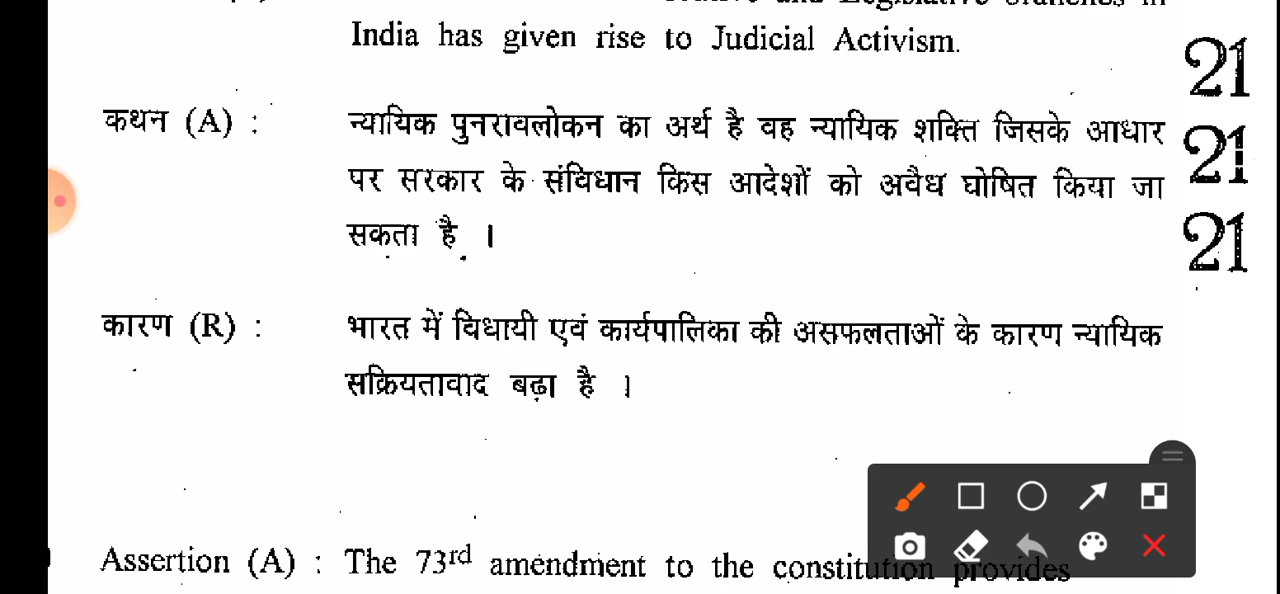 India has given rise to Judicial Activism.
21
कथन (A) : न्यायिक पुनरावलोकन का अर्थ है वह न्यायिक शक्ति जिसके आधार
21
पर सरकार के संविधान किस आदेशों को अवैध घोषित किया जा
सकता है ।
21
कारण (R) : भारत में विधायी एवं कार्यपालिका की असफलताओं के कारण न्यायिक
सक्रियतावाद बढ़ा है ।
Assertion (A) : The 73rd amendment to the constitution provides